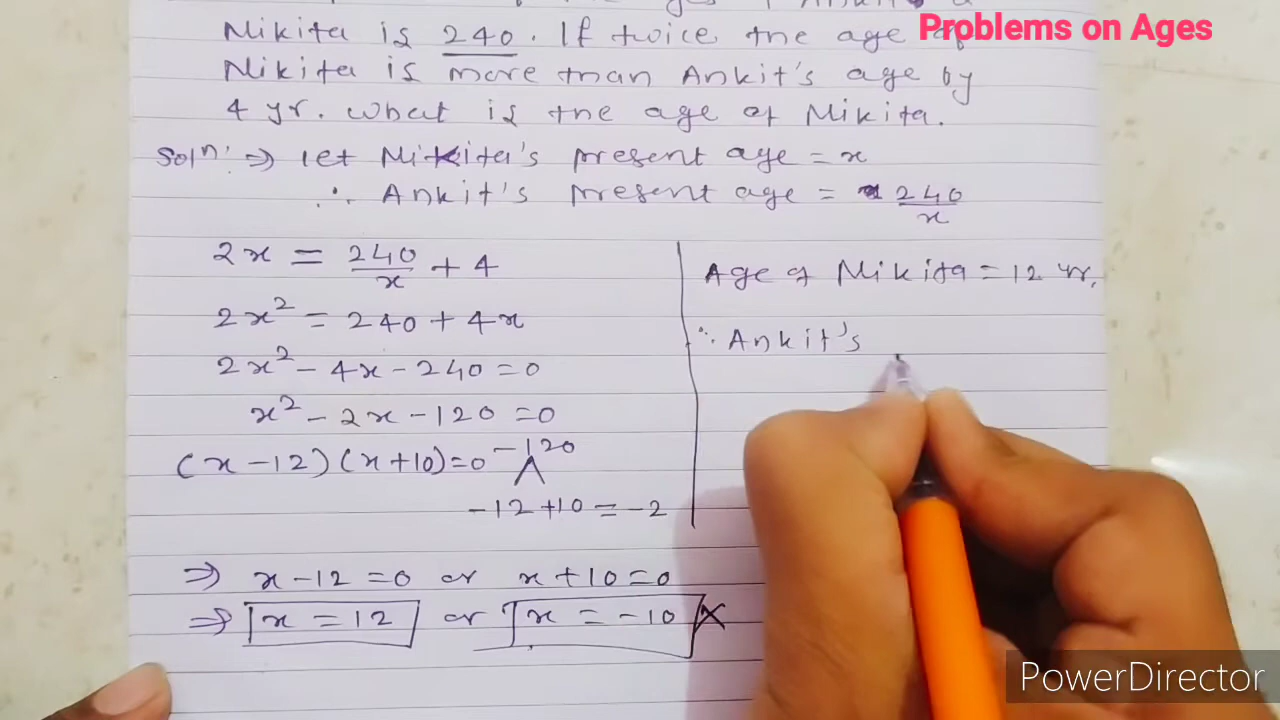 Problems on Ages
Nikita is 240. If twice the age of
Nikita is more than Ankit's age by
4 yr. what is the age of Nikita.
Soln: ⇒ let Nikita's present age = x
∴ Ankit's present age = 240/x
2x = 240/x + 4
2x² = 240 + 4x
2x² - 4x - 240 = 0
x² - 2x - 120 = 0
(x - 12) (x + 10) = 0
-120
-12 + 10 = -2
⇒ x - 12 = 0 or x + 10 = 0
⇒ x = 12 or x = -10 ×
Age of Nikita = 12 yr.
∴ Ankit's
PowerDirector